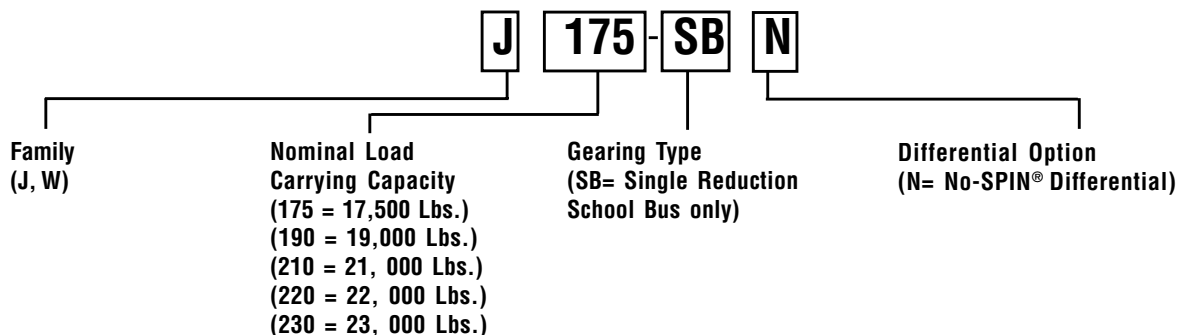 J 175-SB N
Family
(J, W)
Nominal Load
Carrying Capacity
(175 = 17,500 Lbs.)
(190 = 19,000 Lbs.)
(210 = 21, 000 Lbs.)
(220 = 22, 000 Lbs.)
(230 = 23, 000 Lbs.)
Gearing Type
(SB= Single Reduction
School Bus only)
Differential Option
(N= No-SPIN® Differential)